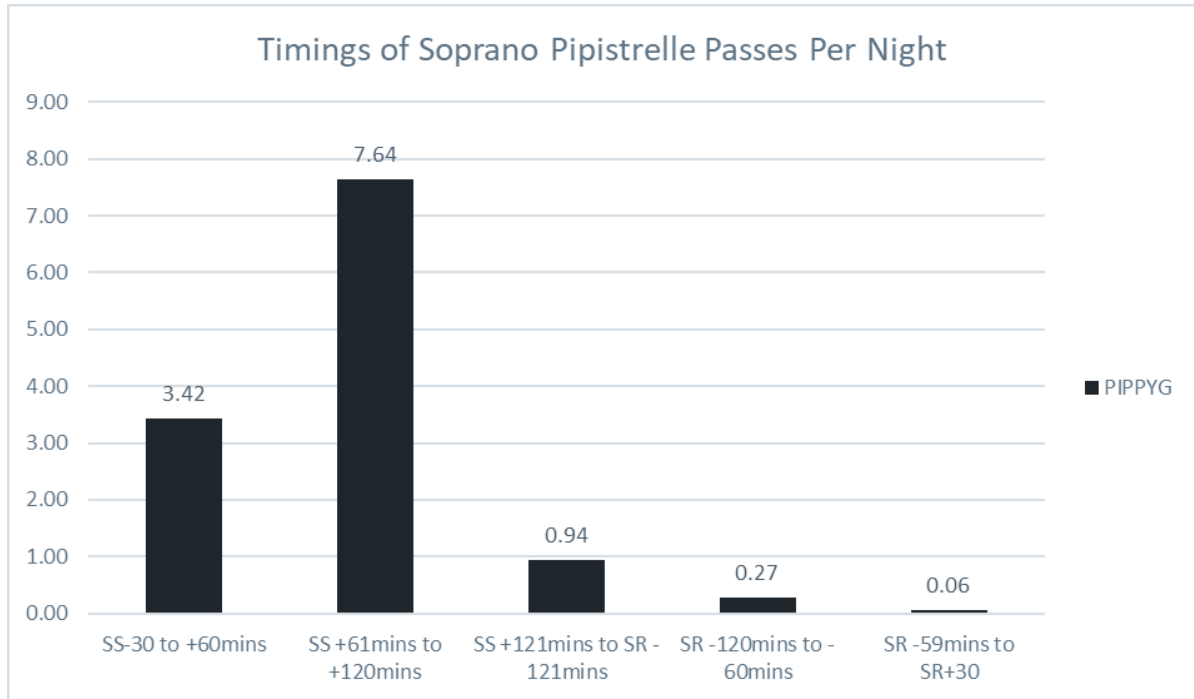 Timings of Soprano Pipistrelle Passes Per Night
9.00
8.00
7.00
6.00
5.00
4.00
3.00
2.00
1.00
0.00
3.42
7.64
0.94
0.27
0.06
SS-30 to +60mins
SS +61mins to
+120mins
SS +121mins to SR -
121mins
SR -120mins to -
60mins
SR -59mins to
SR+30
PIPPYG